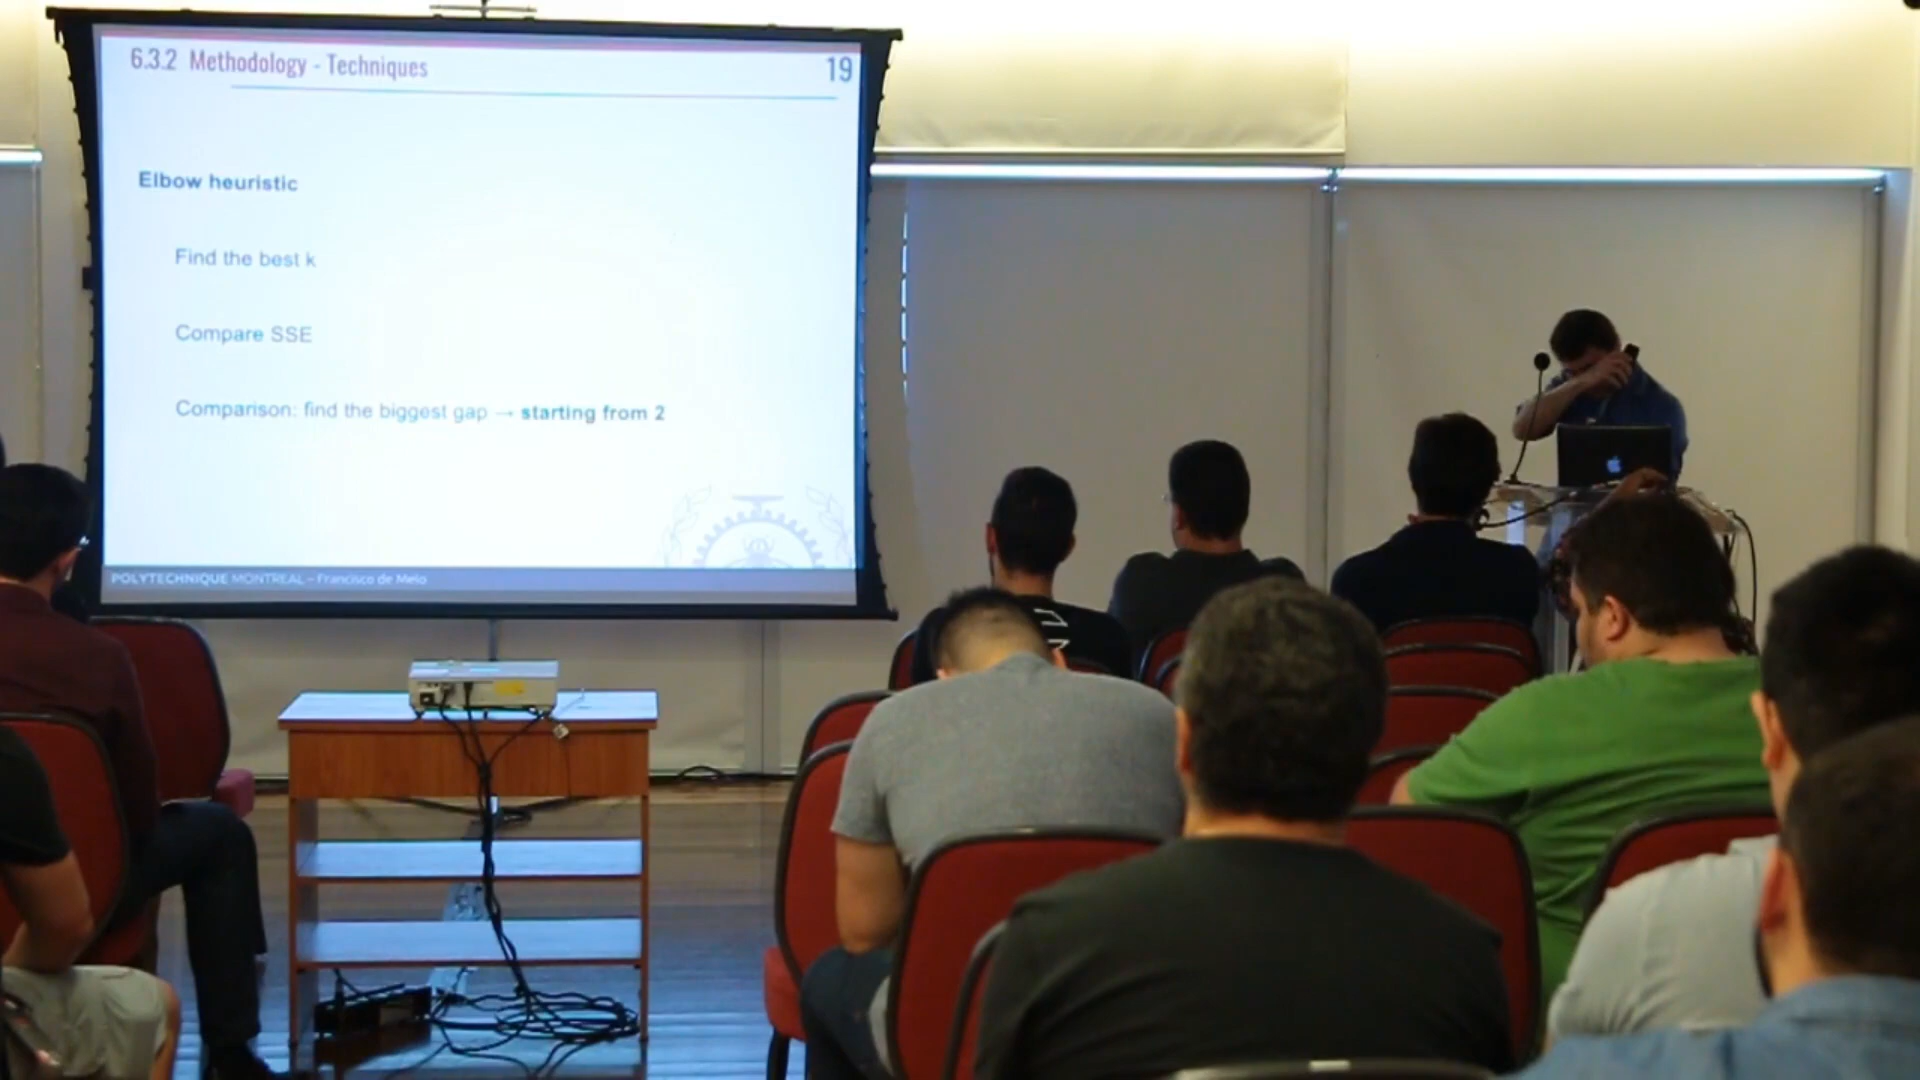 6.3.2 Methodology - Techniques
19
Elbow heuristic
Find the best k
Compare SSE
Comparison: find the biggest gap → starting from 2
POLYTECHNIQUE MONTREAL – Francisco de Melo